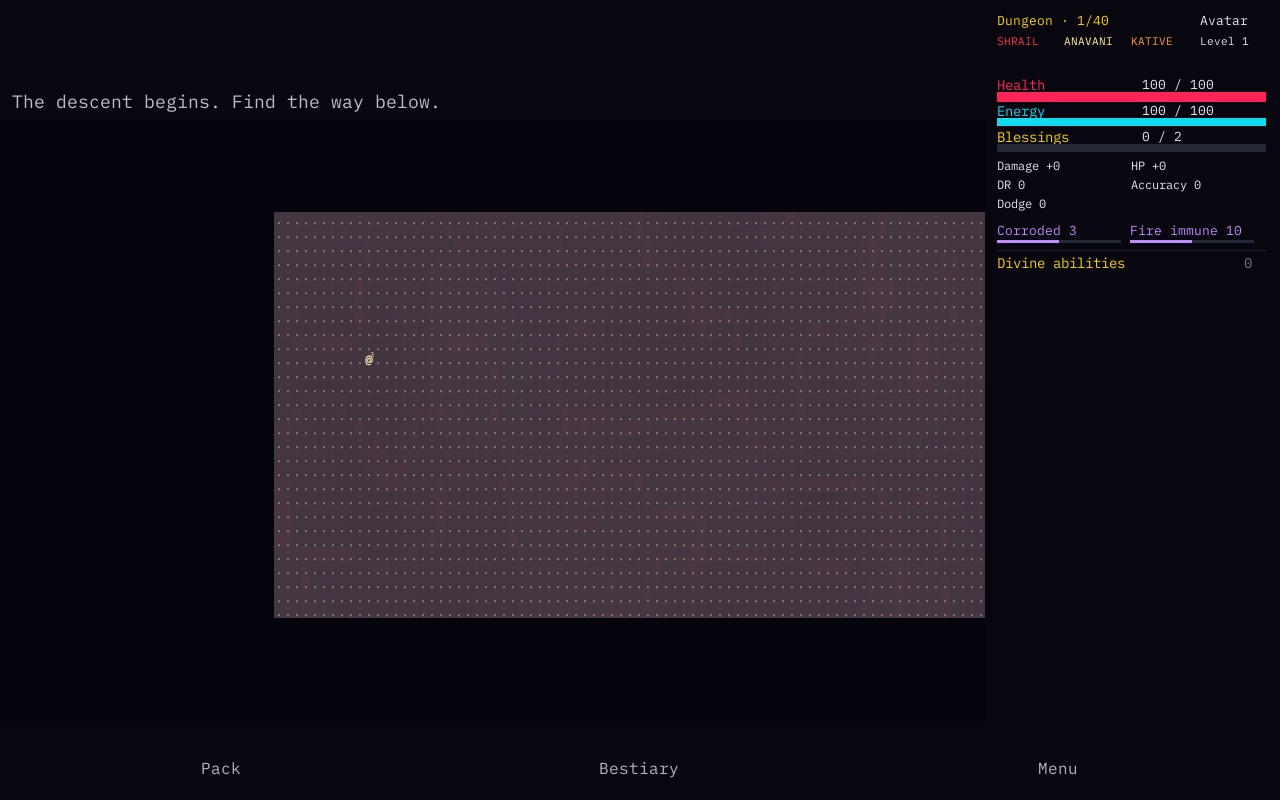 Dungeon · 1/40 Avatar
SHRAIL ANAVANI KATIVE Level 1
Health 100 / 100
The descent begins. Find the way below.
Energy 100 / 100
Blessings 0 / 2
Damage +0 HP +0
DR 0 Accuracy 0
Dodge 0
Corroded 3 Fire immune 10
Divine abilities 0
@3
Pack Bestiary Menu